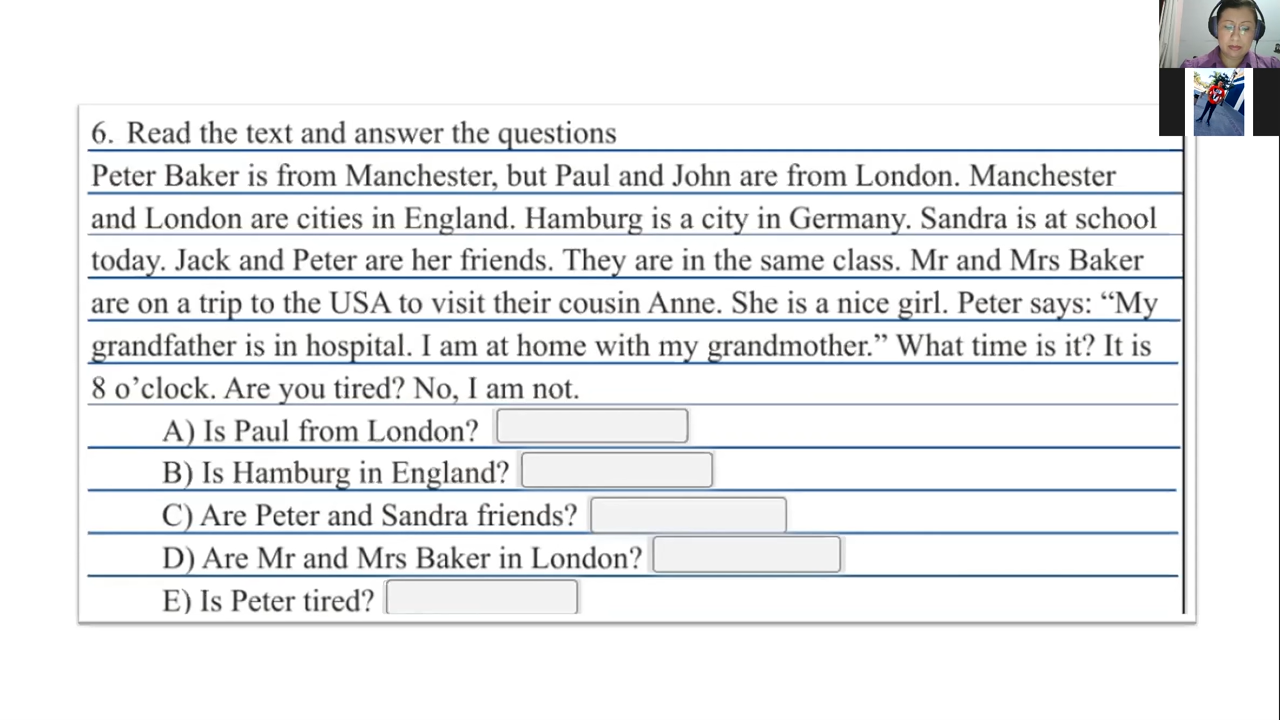 6. Read the text and answer the questions
Peter Baker is from Manchester, but Paul and John are from London. Manchester
and London are cities in England. Hamburg is a city in Germany. Sandra is at school
today. Jack and Peter are her friends. They are in the same class. Mr and Mrs Baker
are on a trip to the USA to visit their cousin Anne. She is a nice girl. Peter says: “My
grandfather is in hospital. I am at home with my grandmother.” What time is it? It is
8 o’clock. Are you tired? No, I am not.
A) Is Paul from London?
B) Is Hamburg in England?
C) Are Peter and Sandra friends?
D) Are Mr and Mrs Baker in London?
E) Is Peter tired?